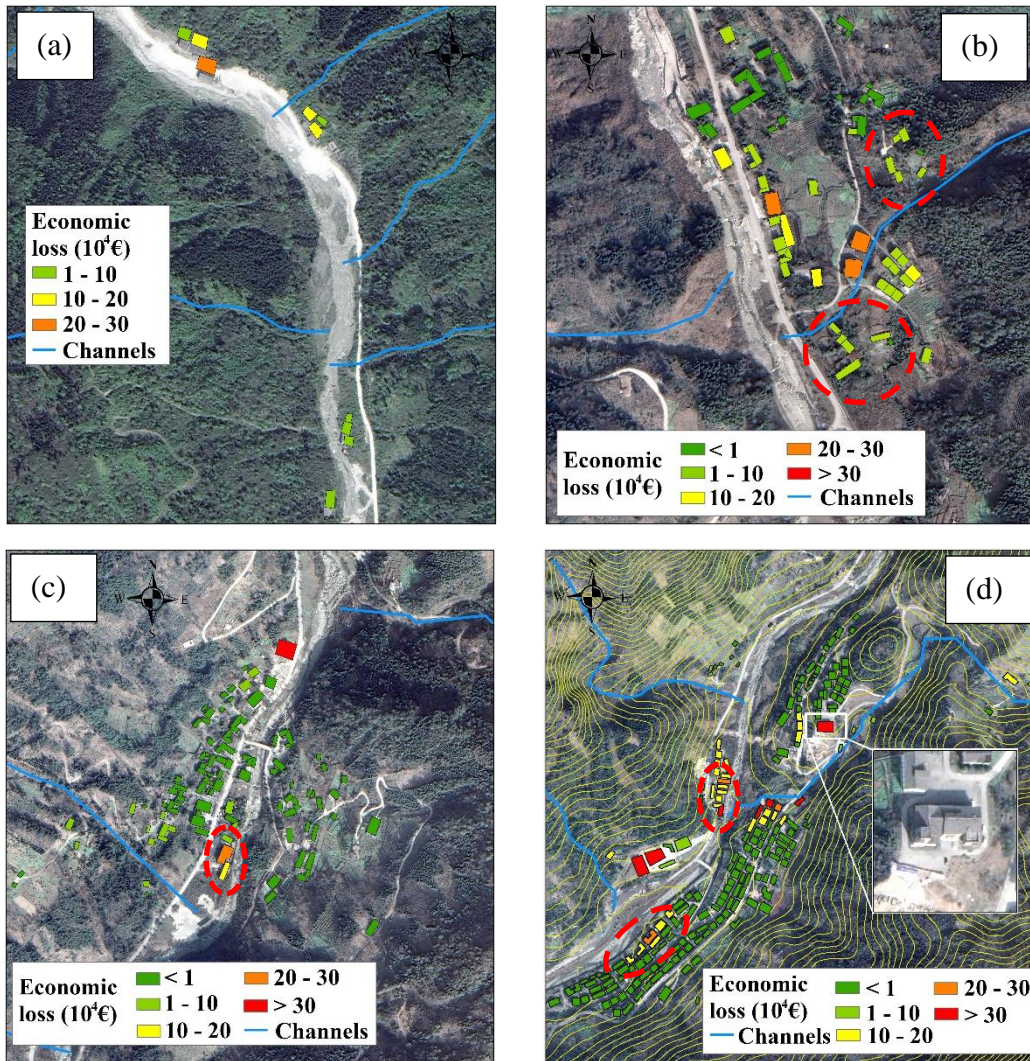 (a)
N
W E
S
Economic
loss (10⁴€)
1 - 10
10 - 20
20 - 30
Channels
(b)
N
W E
S
Economic
loss (10⁴€)
< 1
1 - 10
10 - 20
20 - 30
> 30
Channels
(c)
N
W E
S
Economic
loss (10⁴€)
< 1
1 - 10
10 - 20
20 - 30
> 30
Channels
(d)
N
W E
S
Economic
loss (10⁴€)
Channels
< 1
1 - 10
10 - 20
20 - 30
> 30